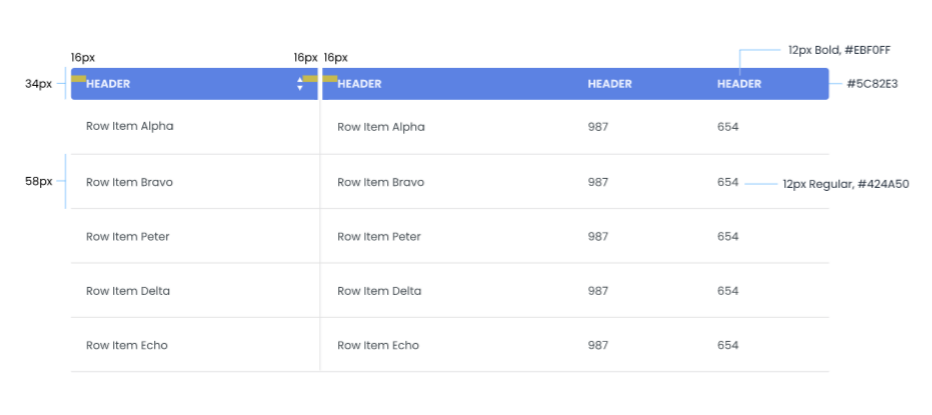 12px Bold, #EBF0FF
16px 16px 16px
34px HEADER HEADER HEADER HEADER #5C82E3
Row Item Alpha Row Item Alpha 987 654
58px Row Item Bravo Row Item Bravo 987 654 12px Regular, #424A50
Row Item Peter Row Item Peter 987 654
Row Item Delta Row Item Delta 987 654
Row Item Echo Row Item Echo 987 654